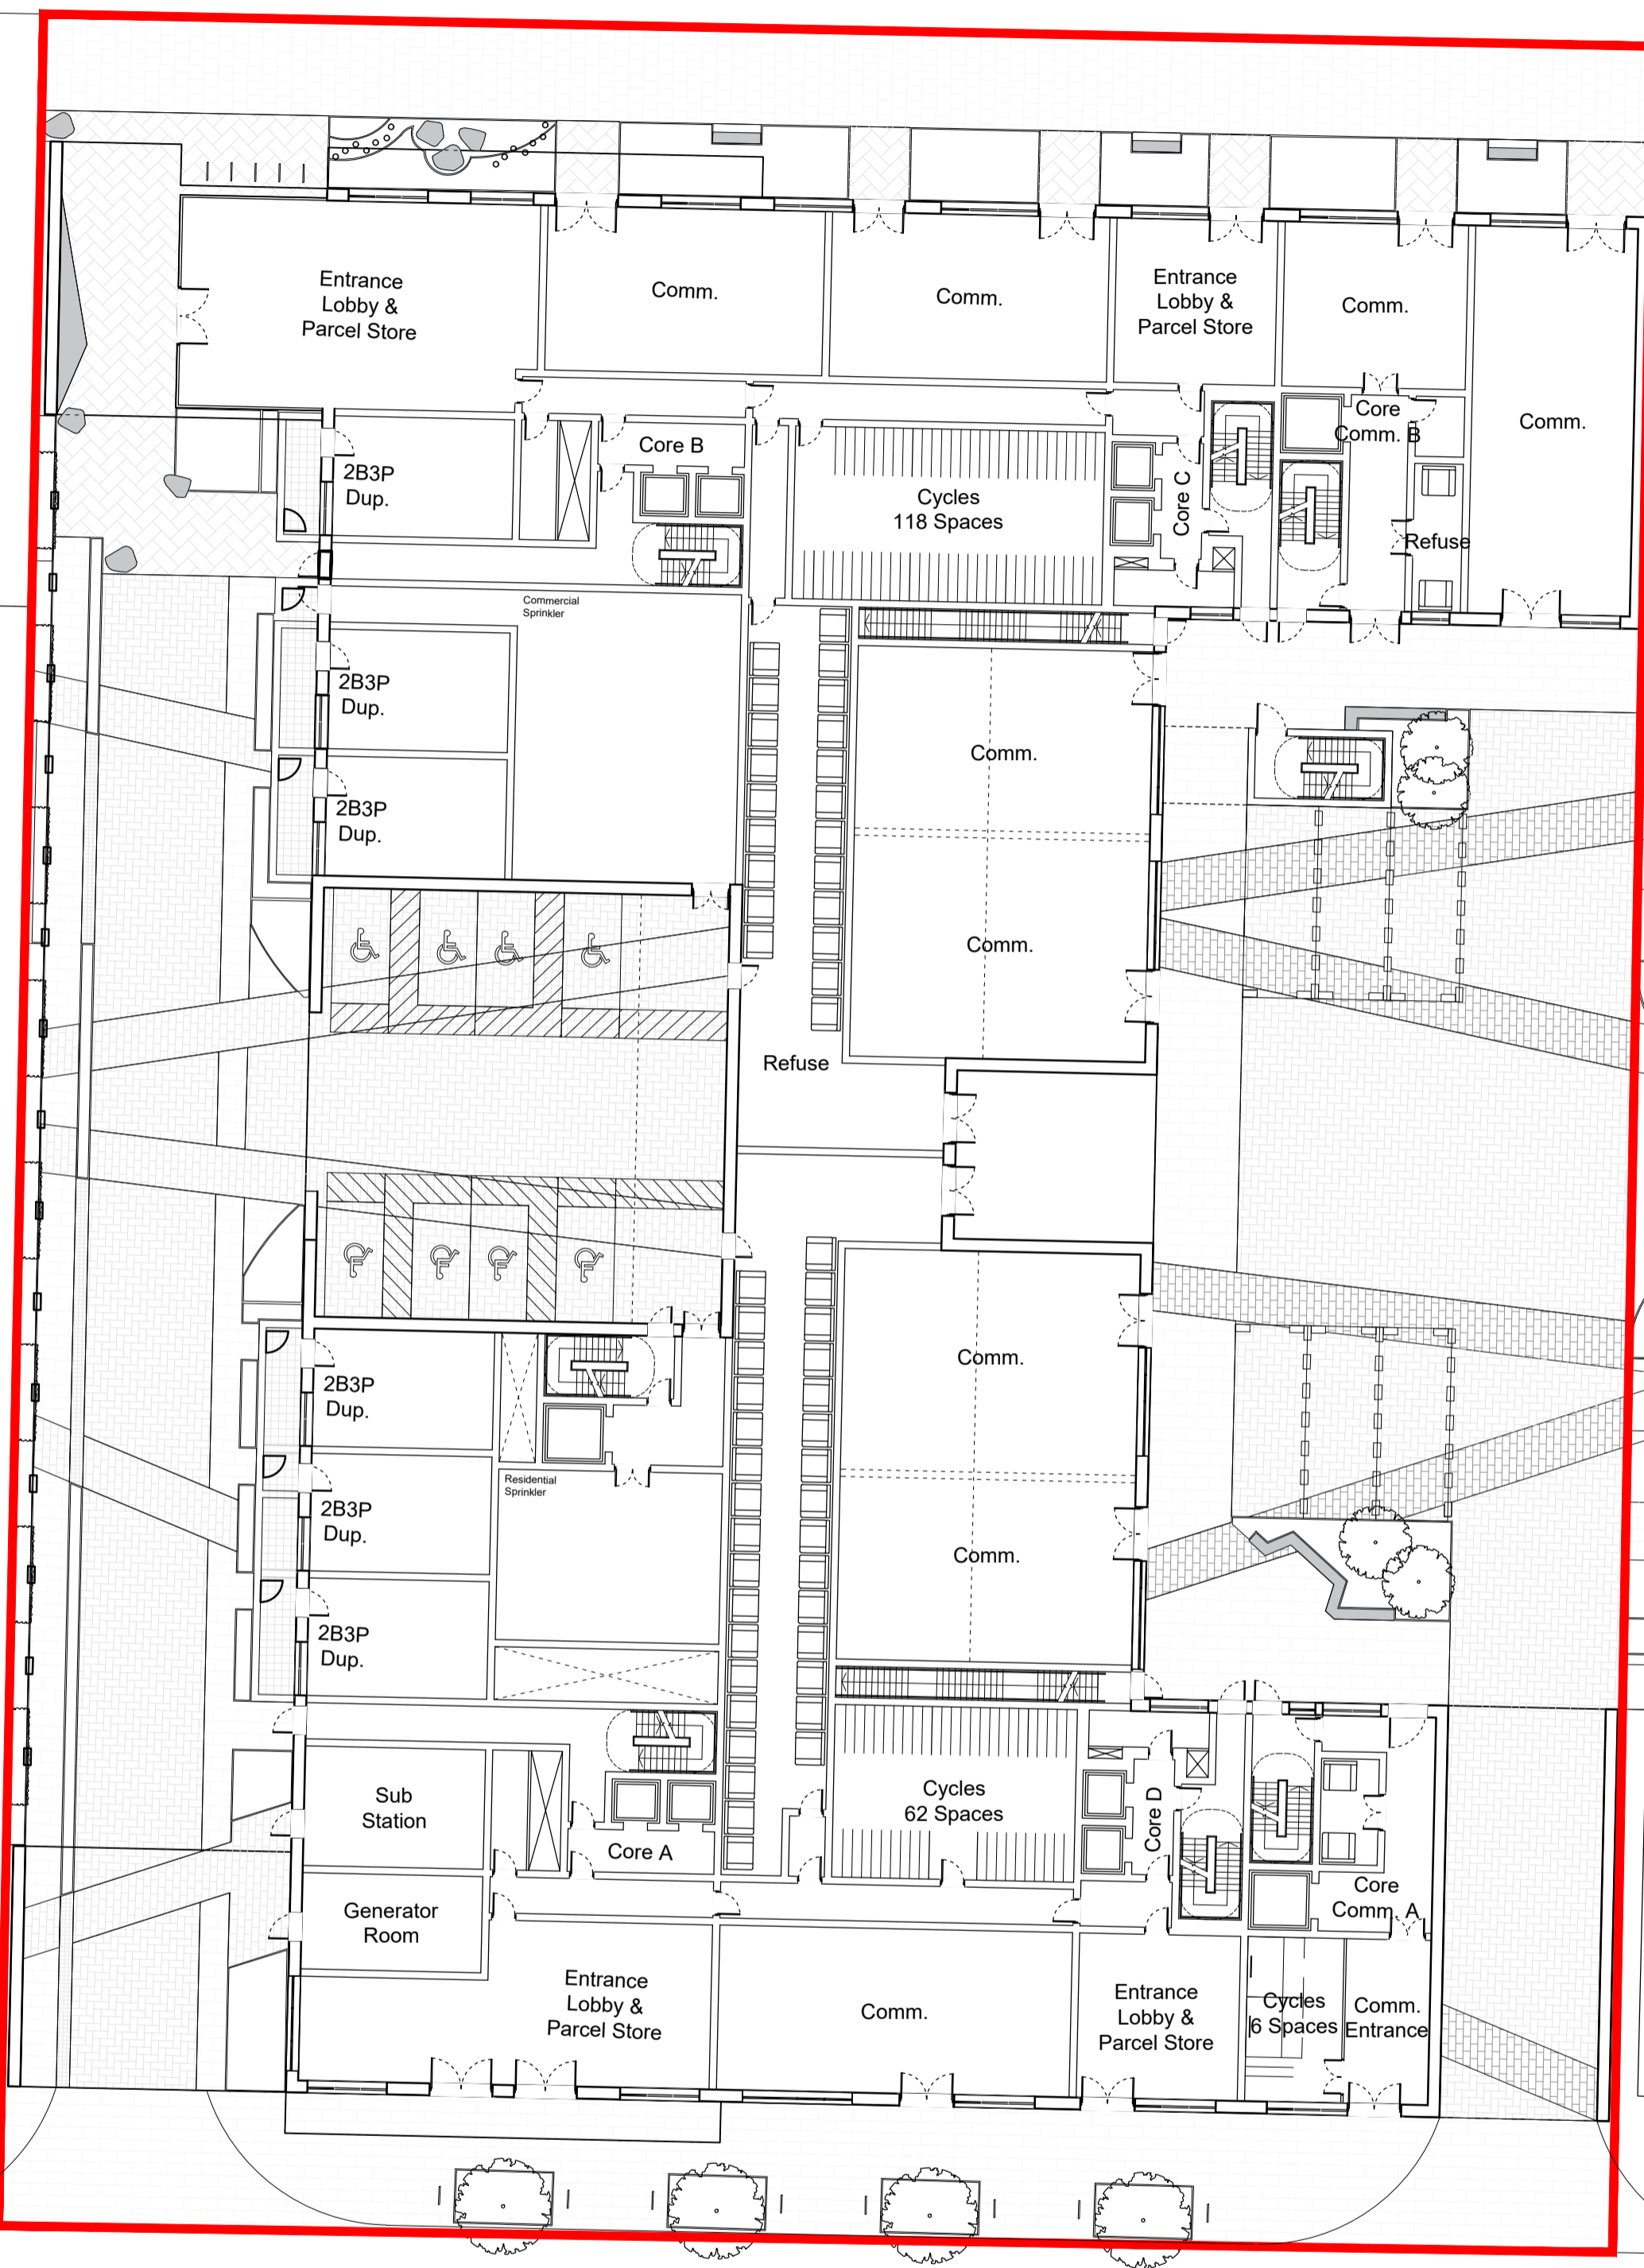 Entrance
Lobby &
Parcel Store
Comm.
Comm.
Entrance
Lobby &
Parcel Store
Comm.
Comm.
Core
Comm. B
Core B
2B3P
Dup.
Cycles
118 Spaces
Core C
Refuse
Commercial
Sprinkler
2B3P
Dup.
Comm.
2B3P
Dup.
Comm.
Refuse
Comm.
2B3P
Dup.
Residential
Sprinkler
2B3P
Dup.
Comm.
2B3P
Dup.
Sub
Station
Cycles
62 Spaces
Core D
Core A
Core
Comm. A
Generator
Room
Entrance
Lobby &
Parcel Store
Comm.
Entrance
Lobby &
Parcel Store
Cycles
6 Spaces
Comm.
Entrance